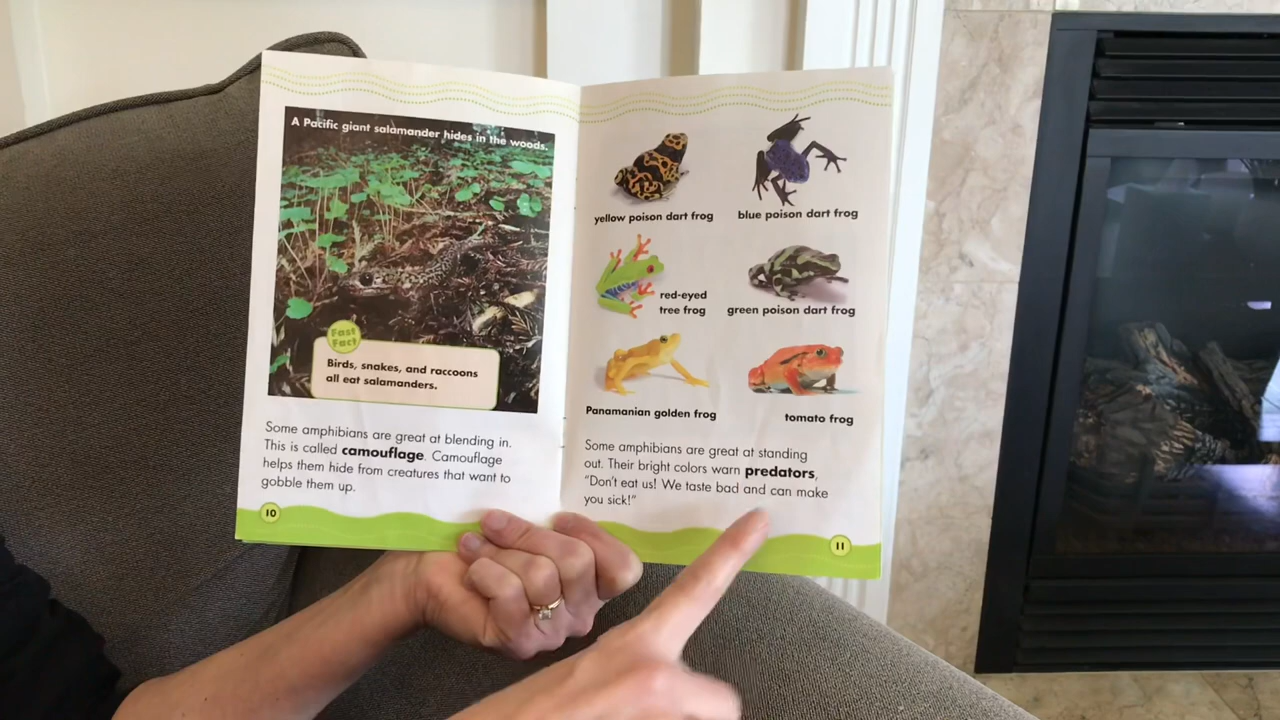 A Pacific giant salamander hides in the woods.
Fast
Fact
Birds, snakes, and raccoons
all eat salamanders.
Some amphibians are great at blending in.
This is called camouflage. Camouflage
helps them hide from creatures that want to
gobble them up.
10
yellow poison dart frog
blue poison dart frog
red-eyed
tree frog
green poison dart frog
Panamanian golden frog
tomato frog
Some amphibians are great at standing
out. Their bright colors warn predators,
“Don’t eat us! We taste bad and can make
you sick!”
11